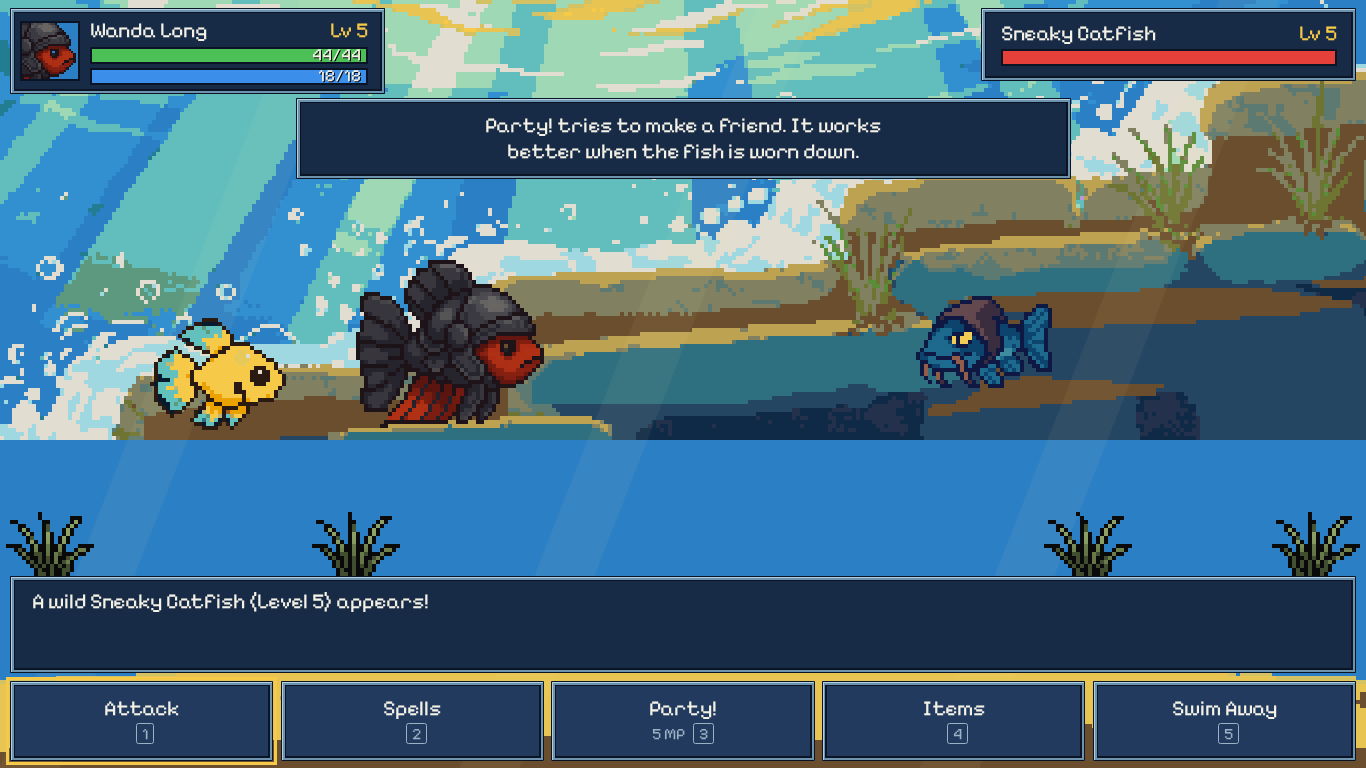 Wanda Long Lv 5
44/44
18/18
Sneaky Catfish Lv 5
Party! tries to make a friend. It works
better when the fish is worn down.
A wild Sneaky Catfish (Level 5) appears!
Attack
1
Spells
2
Party!
5 MP 3
Items
4
Swim Away
5